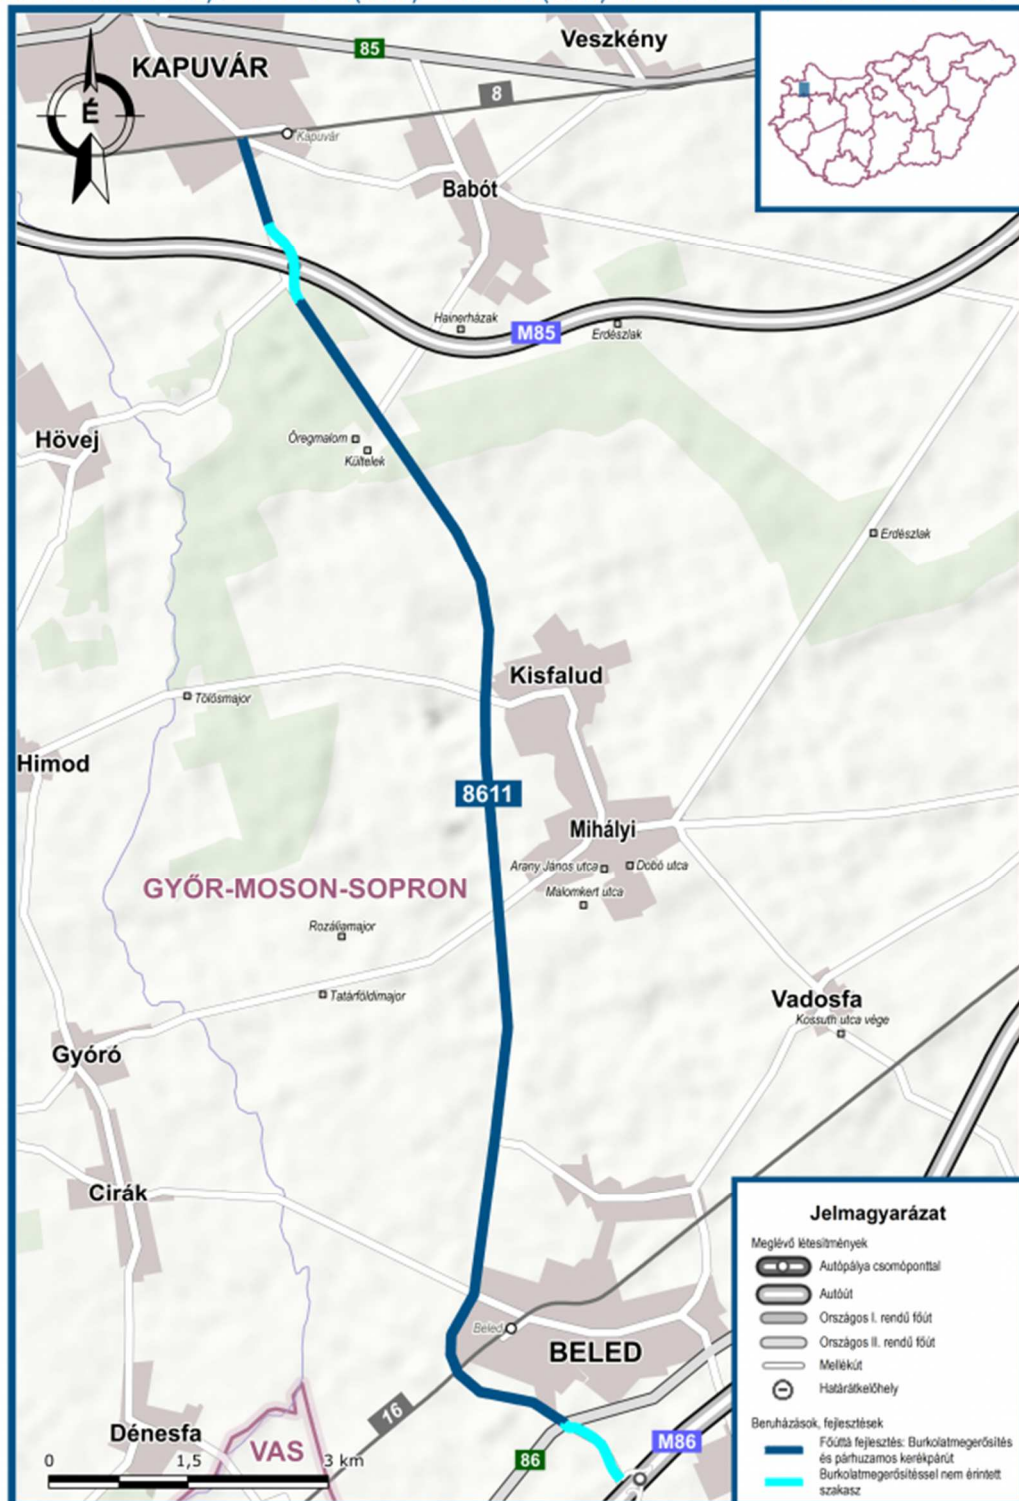 85
Veszkény
KAPUVÁR
8
É
Kapuvár
Babót
Hainerházak
M85
Erdészlak
Hövej
Öregmalom
Kültelek
Erdészlak
Kisfalud
Tölösmajor
Himod
8611
Mihályi
Arany János utca
Dobó utca
GYŐR-MOSON-SOPRON
Malomkert utca
Rozáliamajor
Tatárföldimajor
Vadosfa
Kossuth utca vége
Gyóró
Cirák
Jelmagyarázat
Meglévő létesítmények
Autópálya csomóponttal
Autóút
Országos I. rendű főút
Országos II. rendű főút
Mellékút
Határátkelőhely
Beruházások, fejlesztések
Főúttá fejlesztés: Burkolatmegerősítés
és párhuzamos kerékpárút
Burkolatmegerősítéssel nem érintett
szakasz
Beled
BELED
16
Dénesfa
VAS
86
M86
0 1,5 3 km